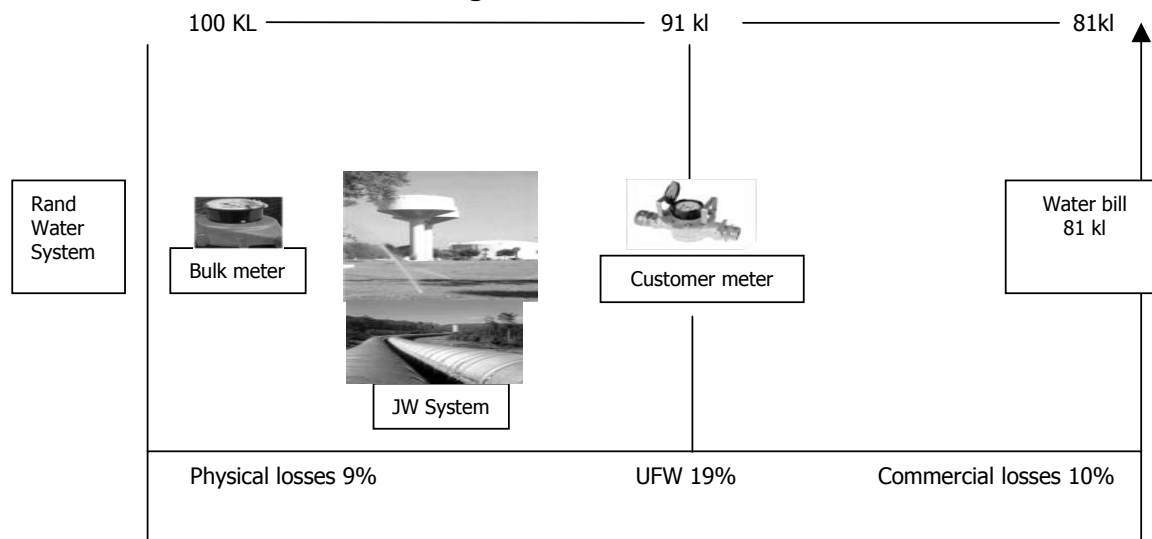 100 KL
91 kl
81kl
Rand
Water
System
Bulk meter
JW System
Customer meter
Water bill
81 kl
Physical losses 9%
UFW 19%
Commercial losses 10%